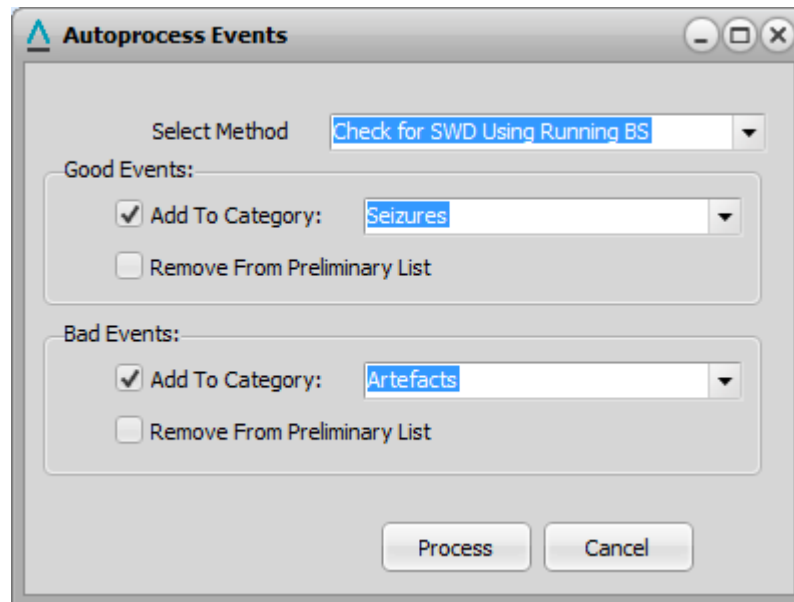 Autoprocess Events
Select Method Check for SWD Using Running BS
Good Events:
Add To Category: Seizures
Remove From Preliminary List
Bad Events:
Add To Category: Artefacts
Remove From Preliminary List
Process Cancel